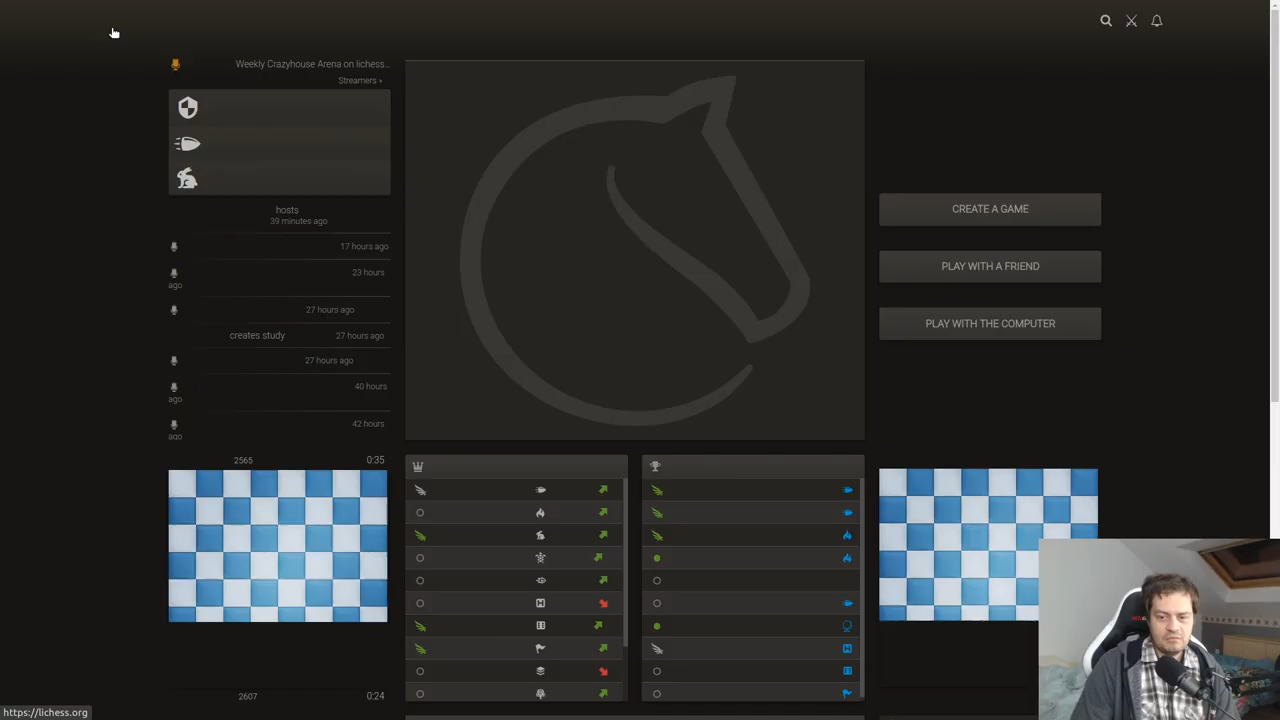 Weekly Crazyhouse Arena on lichess…
Streamers »
hosts
39 minutes ago
17 hours ago
23 hours
ago
27 hours ago
creates study 27 hours ago
27 hours ago
40 hours
ago
42 hours
ago
CREATE A GAME
PLAY WITH A FRIEND
PLAY WITH THE COMPUTER
2565 0:35
2607 0:24
https://lichess.org